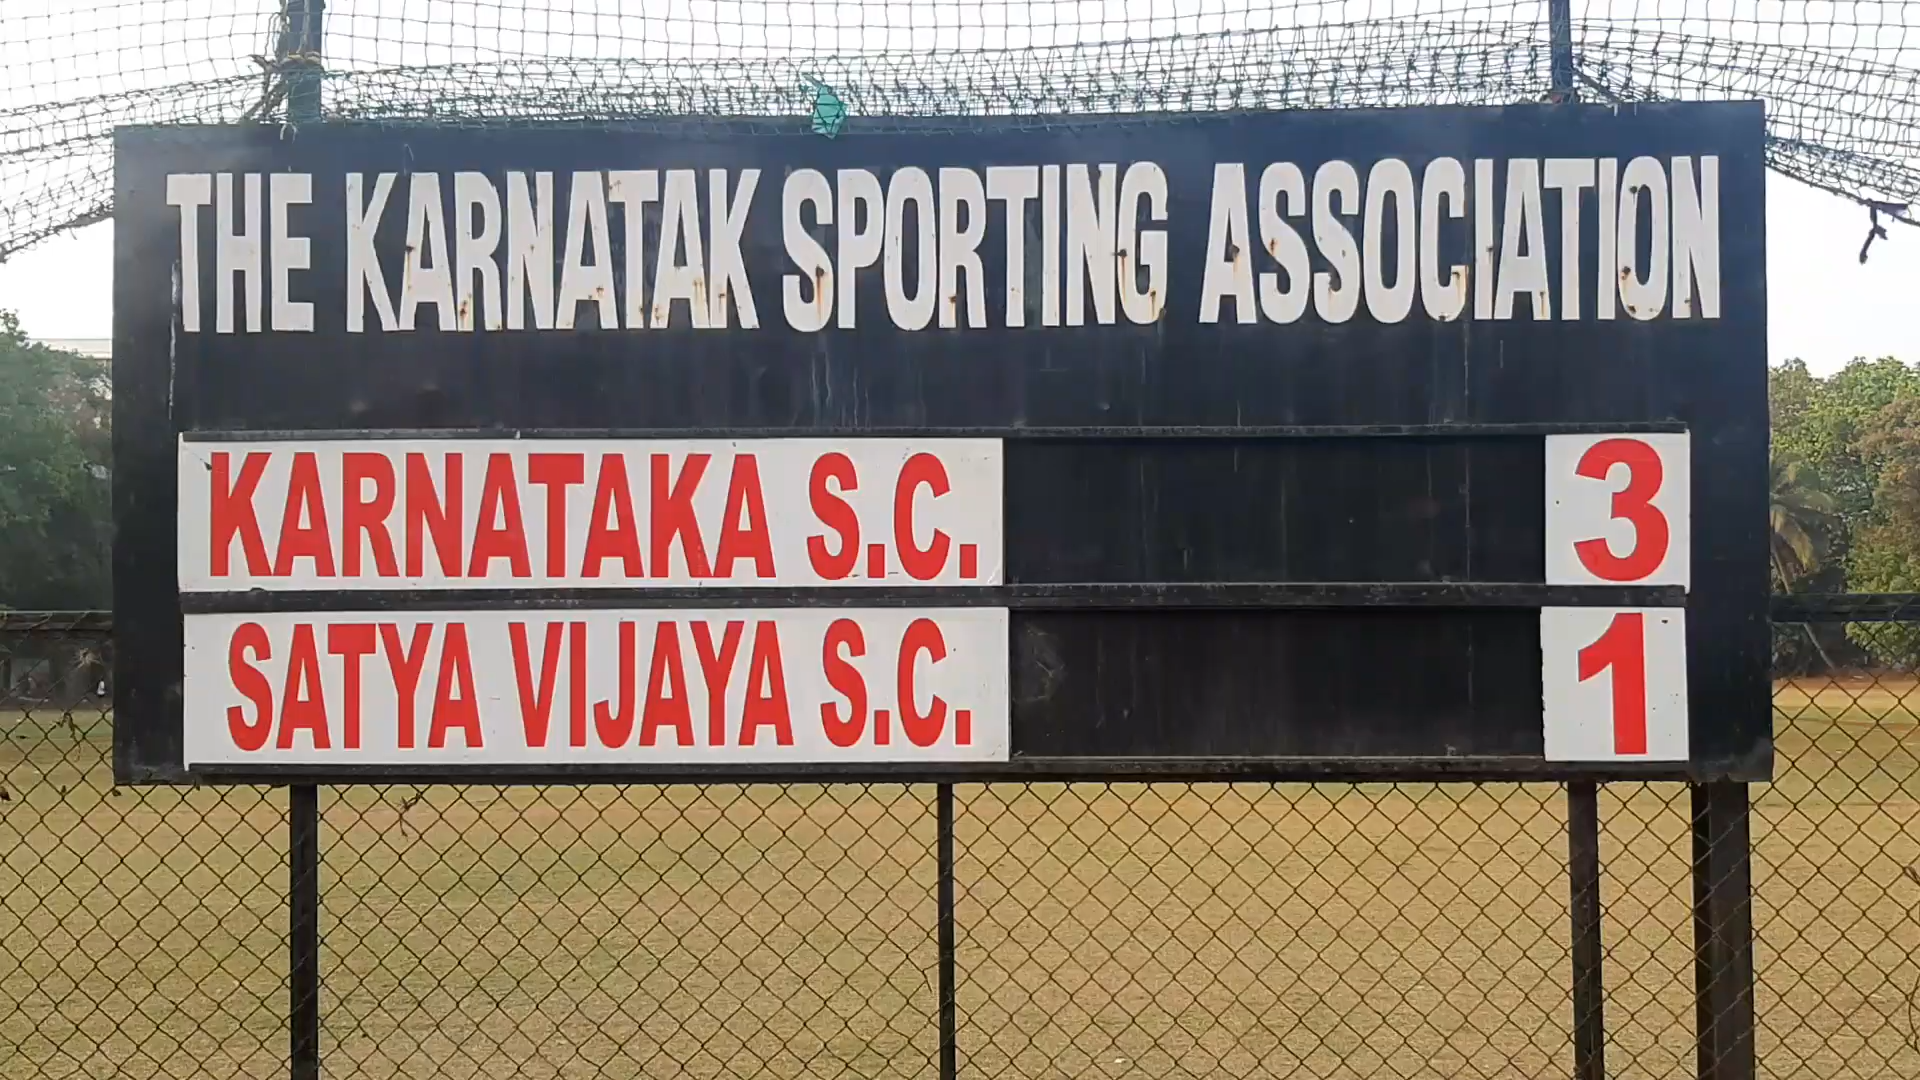 THE KARNATAK SPORTING ASSOCIATION
KARNATAKA S.C. 3
SATYA VIJAYA S.C. 1